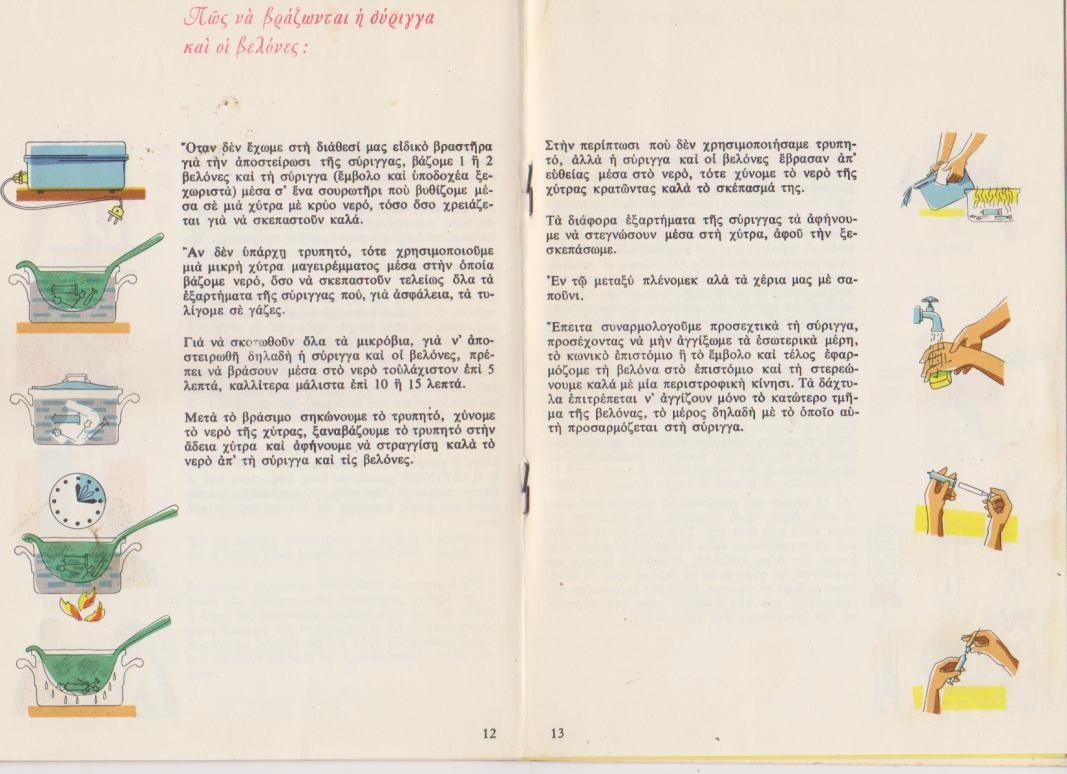 Πῶς νὰ βράζωνται ἡ σύριγγα
καὶ οἱ βελόνες:
Ὅταν δὲν ἔχωμε στὴ διάθεσί μας εἰδικὸ βραστῆρα
γιὰ τὴν ἀποστείρωσι τῆς σύριγγας, βάζομε 1 ἢ 2
βελόνες καὶ τὴ σύριγγα (ἔμβολο καὶ ὑποδοχέα ξε-
χωριστὰ) μέσα σ' ἕνα σουρωτῆρι ποὺ βυθίζομε μέ-
σα σὲ μιὰ χύτρα μὲ κρύο νερό, τόσο ὅσο χρειάζε-
ται γιὰ νὰ σκεπαστοῦν καλά.
Ἂν δὲν ὑπάρχῃ τρυπητό, τότε χρησιμοποιοῦμε
μιὰ μικρὴ χύτρα μαγειρέμματος μέσα στὴν ὁποία
βάζομε νερό, ὅσο νὰ σκεπαστοῦν τελείως ὅλα τὰ
ἐξαρτήματα τῆς σύριγγας πού, γιὰ ἀσφάλεια, τὰ τυ-
λίγομε σὲ γάζες.
Γιὰ νὰ σκοτωθοῦν ὅλα τὰ μικρόβια, γιὰ ν' ἀπο-
στειρωθῆ δηλαδὴ ἡ σύριγγα καὶ οἱ βελόνες, πρέ-
πει νὰ βράσουν μέσα στὸ νερὸ τοὐλάχιστον ἐπὶ 5
λεπτά, καλλίτερα μάλιστα ἐπὶ 10 ἢ 15 λεπτά.
Μετὰ τὸ βράσιμο σηκώνουμε τὸ τρυπητό, χύνομε
τὸ νερὸ τῆς χύτρας, ξαναβάζουμε τὸ τρυπητὸ στὴν
ἄδεια χύτρα καὶ ἀφήνουμε νὰ στραγγίσῃ καλὰ τὸ
νερὸ ἀπ' τὴ σύριγγα καὶ τὶς βελόνες.
12
Στὴν περίπτωσι ποὺ δὲν χρησιμοποιήσαμε τρυπη-
τό, ἀλλὰ ἡ σύριγγα καὶ οἱ βελόνες ἔβρασαν ἀπ'
εὐθείας μέσα στὸ νερό, τότε χύνομε τὸ νερὸ τῆς
χύτρας κρατῶντας καλὰ τὸ σκέπασμά της.
Τὰ διάφορα ἐξαρτήματα τῆς σύριγγας τὰ ἀφήνου-
με νὰ στεγνώσουν μέσα στὴ χύτρα, ἀφοῦ τὴν ξε-
σκεπάσωμε.
Ἐν τῷ μεταξὺ πλένομεκ αλὰ τὰ χέρια μας μὲ σα-
ποῦνι.
Ἔπειτα συναρμολογοῦμε προσεχτικὰ τὴ σύριγγα,
προσέχοντας νὰ μὴν ἀγγίξωμε τὰ ἐσωτερικὰ μέρη,
τὸ κωνικὸ ἐπιστόμιο ἢ τὸ ἔμβολο καὶ τέλος ἐφαρ-
μόζομε τὴ βελόνα στὸ ἐπιστόμιο καὶ τὴ στερεώ-
νουμε καλὰ μὲ μία περιστροφικὴ κίνησι. Τὰ δάχτυ-
λα ἐπιτρέπεται ν' ἀγγίζουν μόνο τὸ κατώτερο τμῆ-
μα τῆς βελόνας, τὸ μέρος δηλαδὴ μὲ τὸ ὁποῖο αὐ-
τὴ προσαρμόζεται στὴ σύριγγα.
13